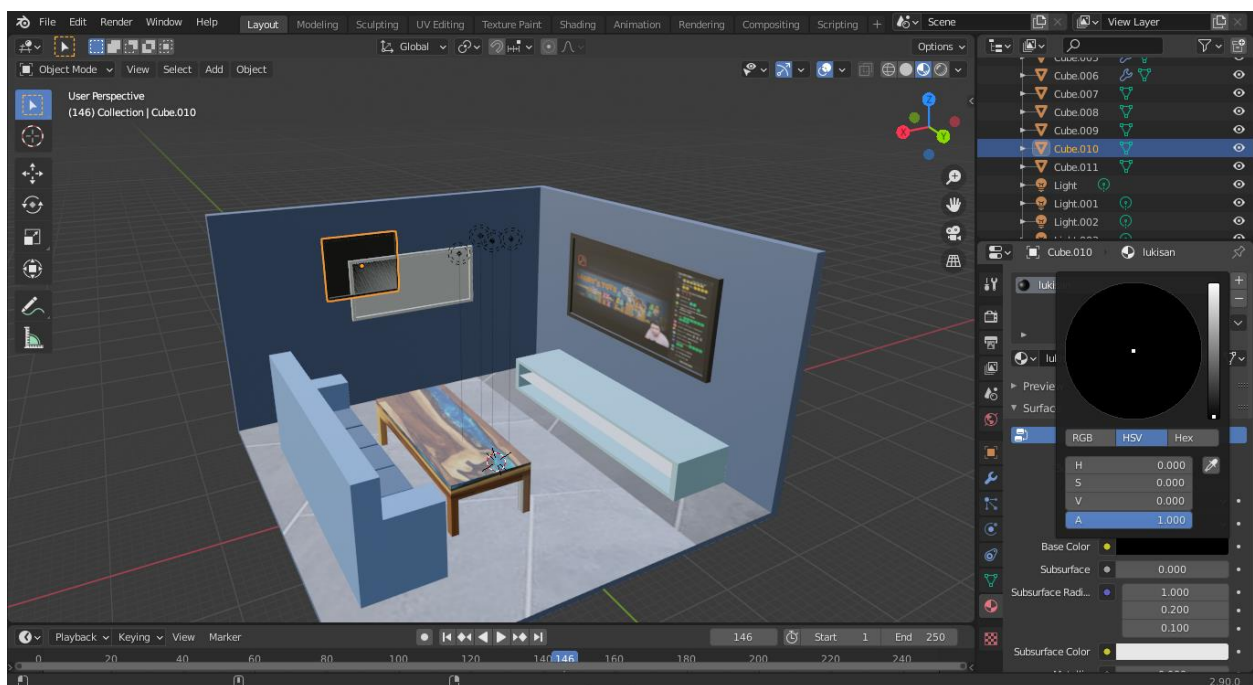 File Edit Render Window Help Layout Modeling Sculpting UV Editing Texture Paint Shading Animation Rendering Compositing Scripting + Scene View Layer
Global Options
Object Mode View Select Add Object
User Perspective
(146) Collection | Cube.010
Cube.006
Cube.007
Cube.008
Cube.009
Cube.010
Cube.011
Light
Light.001
Light.002
Cube.010 lukisan
Previe
Surfac
RGB HSV Hex
H 0.000
S 0.000
V 0.000
A 1.000
Base Color
Subsurface 0.000
Subsurface Radi... 1.000
0.200
0.100
Subsurface Color
Playback Keying View Marker 146 Start 1 End 250
0 20 40 60 80 100 120 140 146 160 180 200 220 240
2.90.0